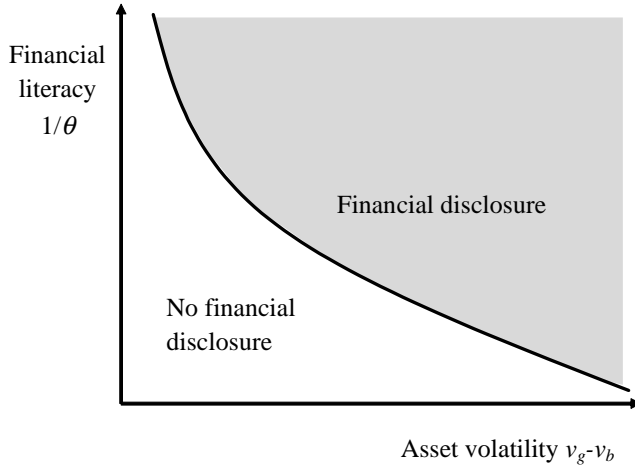 Financial
literacy
1/θ
Financial disclosure
No financial
disclosure
Asset volatility v_g-v_b